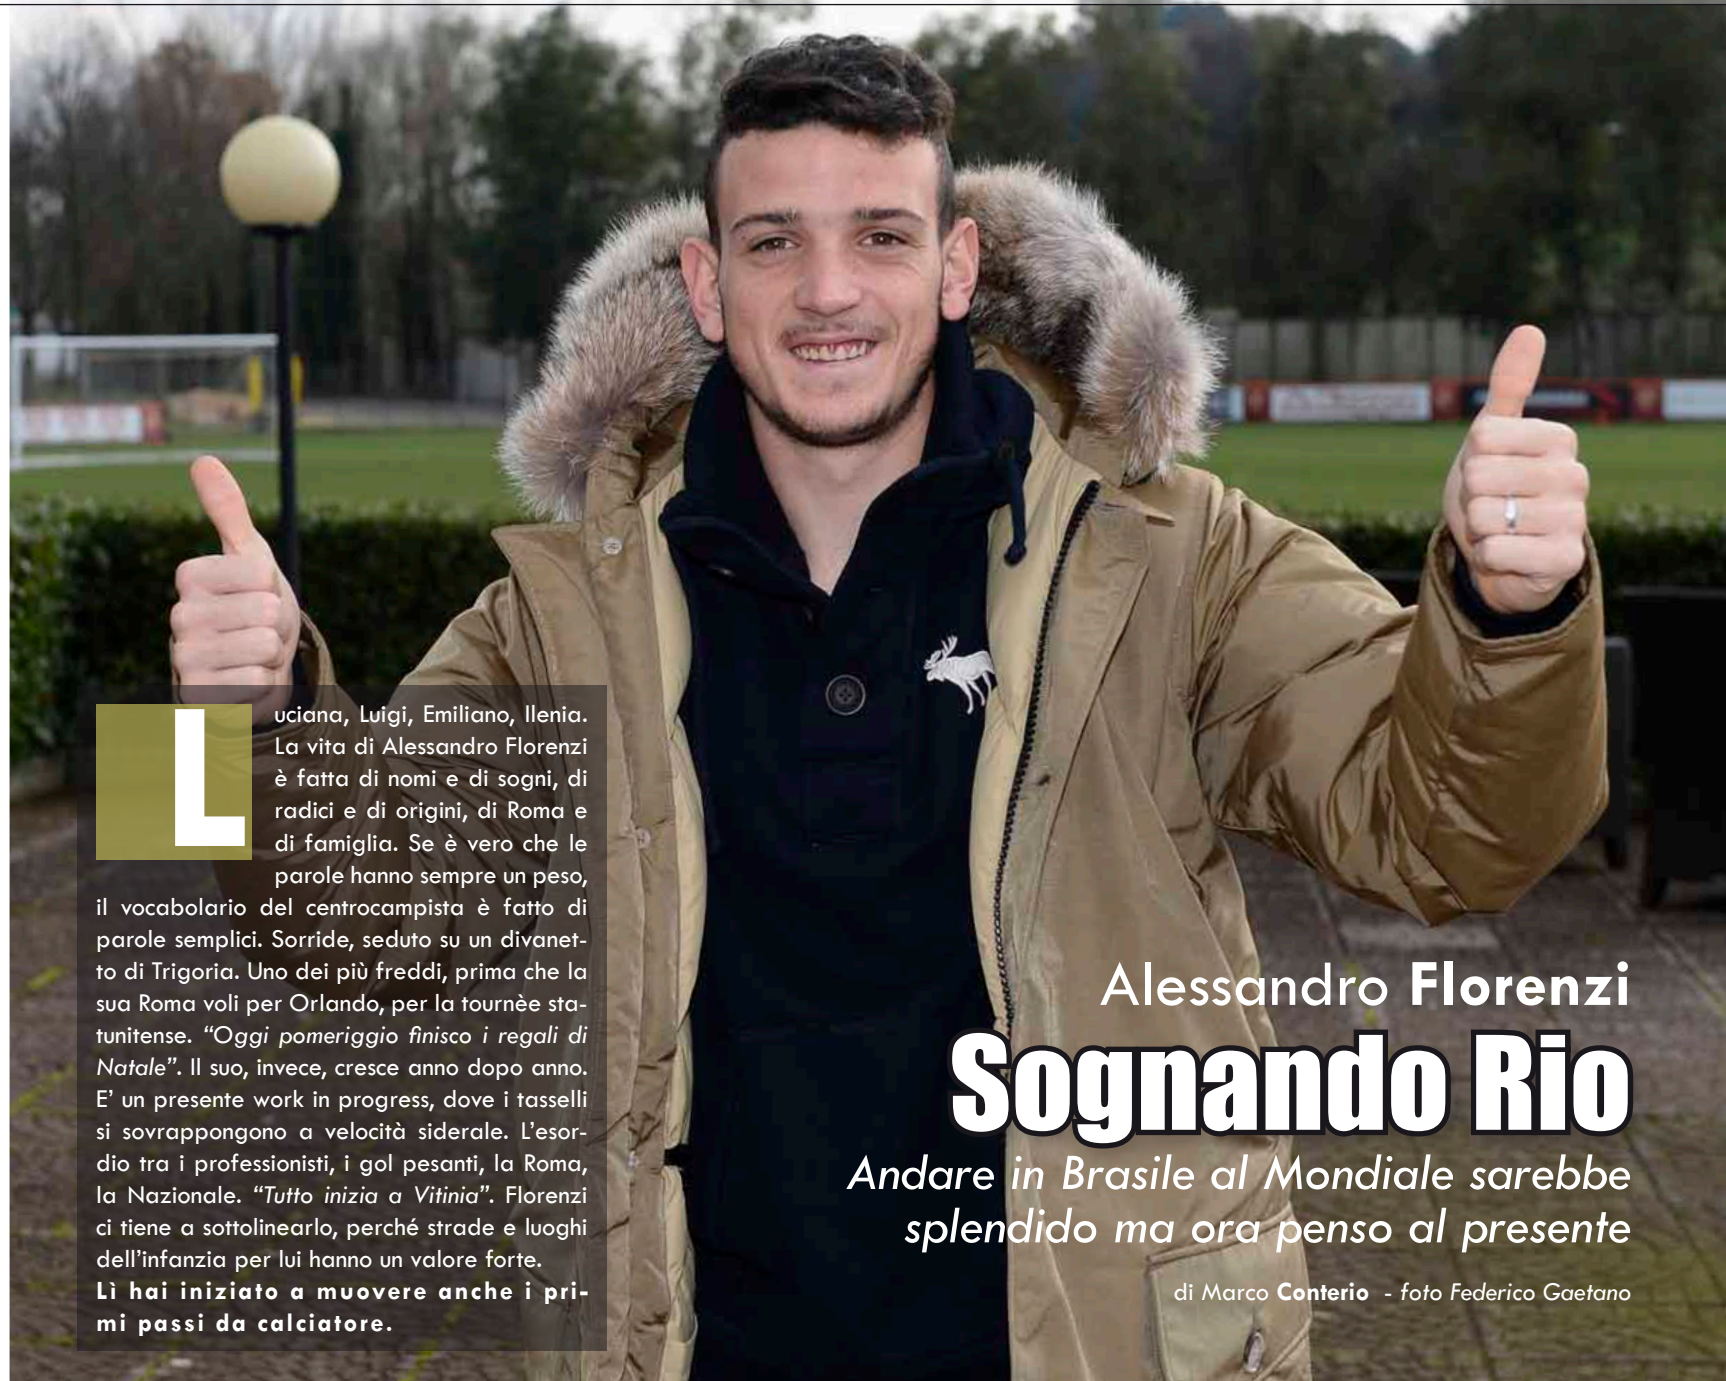 Luciana, Luigi, Emiliano, Ilenia.
La vita di Alessandro Florenzi
è fatta di nomi e di sogni, di
radici e di origini, di Roma e
di famiglia. Se è vero che le
parole hanno sempre un peso,
il vocabolario del centrocampista è fatto di
parole semplici. Sorride, seduto su un divanet-
to di Trigoria. Uno dei più freddi, prima che la
sua Roma voli per Orlando, per la tournèe sta-
tunitense. “Oggi pomeriggio finisco i regali di
Natale”. Il suo, invece, cresce anno dopo anno.
E’ un presente work in progress, dove i tasselli
si sovrappongono a velocità siderale. L’esor-
dio tra i professionisti, i gol pesanti, la Roma,
la Nazionale. “Tutto inizia a Vitinia”. Florenzi
ci tiene a sottolinearlo, perché strade e luoghi
dell’infanzia per lui hanno un valore forte.
Lì hai iniziato a muovere anche i pri-
mi passi da calciatore.
Alessandro Florenzi
Sognando Rio
Andare in Brasile al Mondiale sarebbe
splendido ma ora penso al presente
di Marco Conterio - foto Federico Gaetano